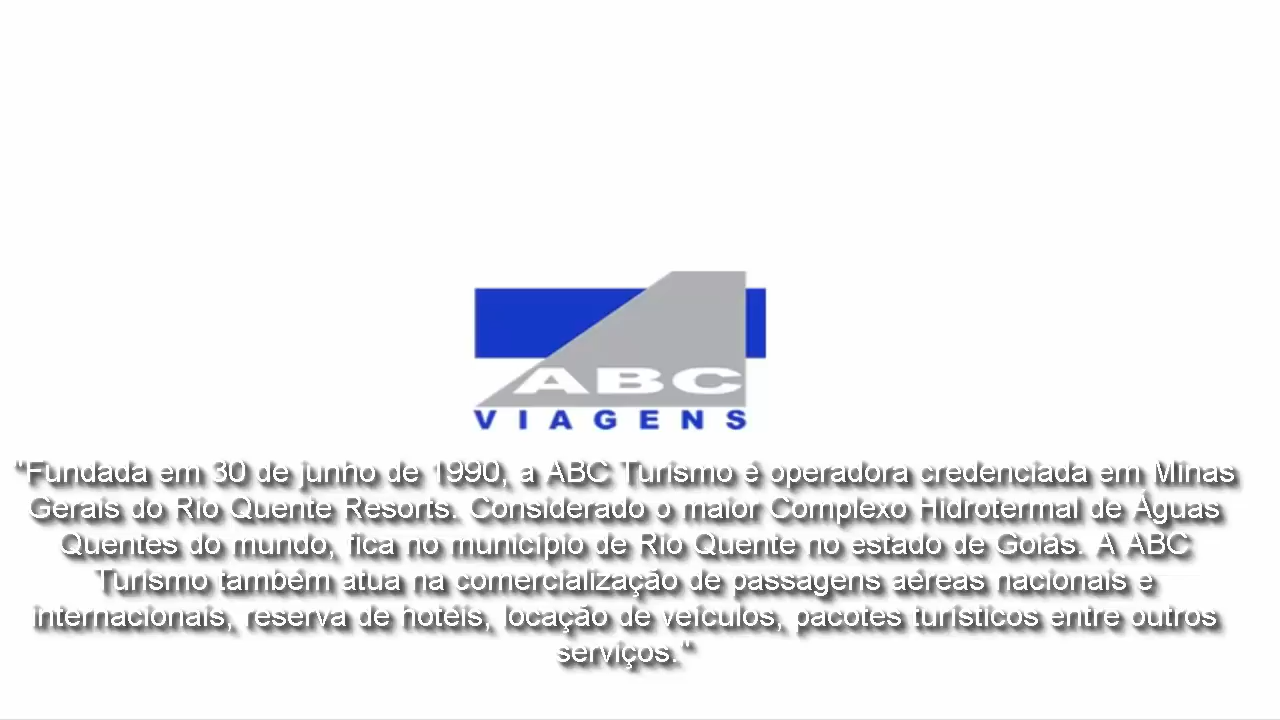 ABC
VIAGENS
"Fundada em 30 de junho de 1990, a ABC Turismo é operadora credenciada em Minas
Gerais do Rio Quente Resorts. Considerado o maior Complexo Hidrotermal de Águas
Quentes do mundo, fica no município de Rio Quente no estado de Goiás. A ABC
Turismo também atua na comercialização de passagens aéreas nacionais e
internacionais, reserva de hotéis, locação de veículos, pacotes turísticos entre outros
serviços."